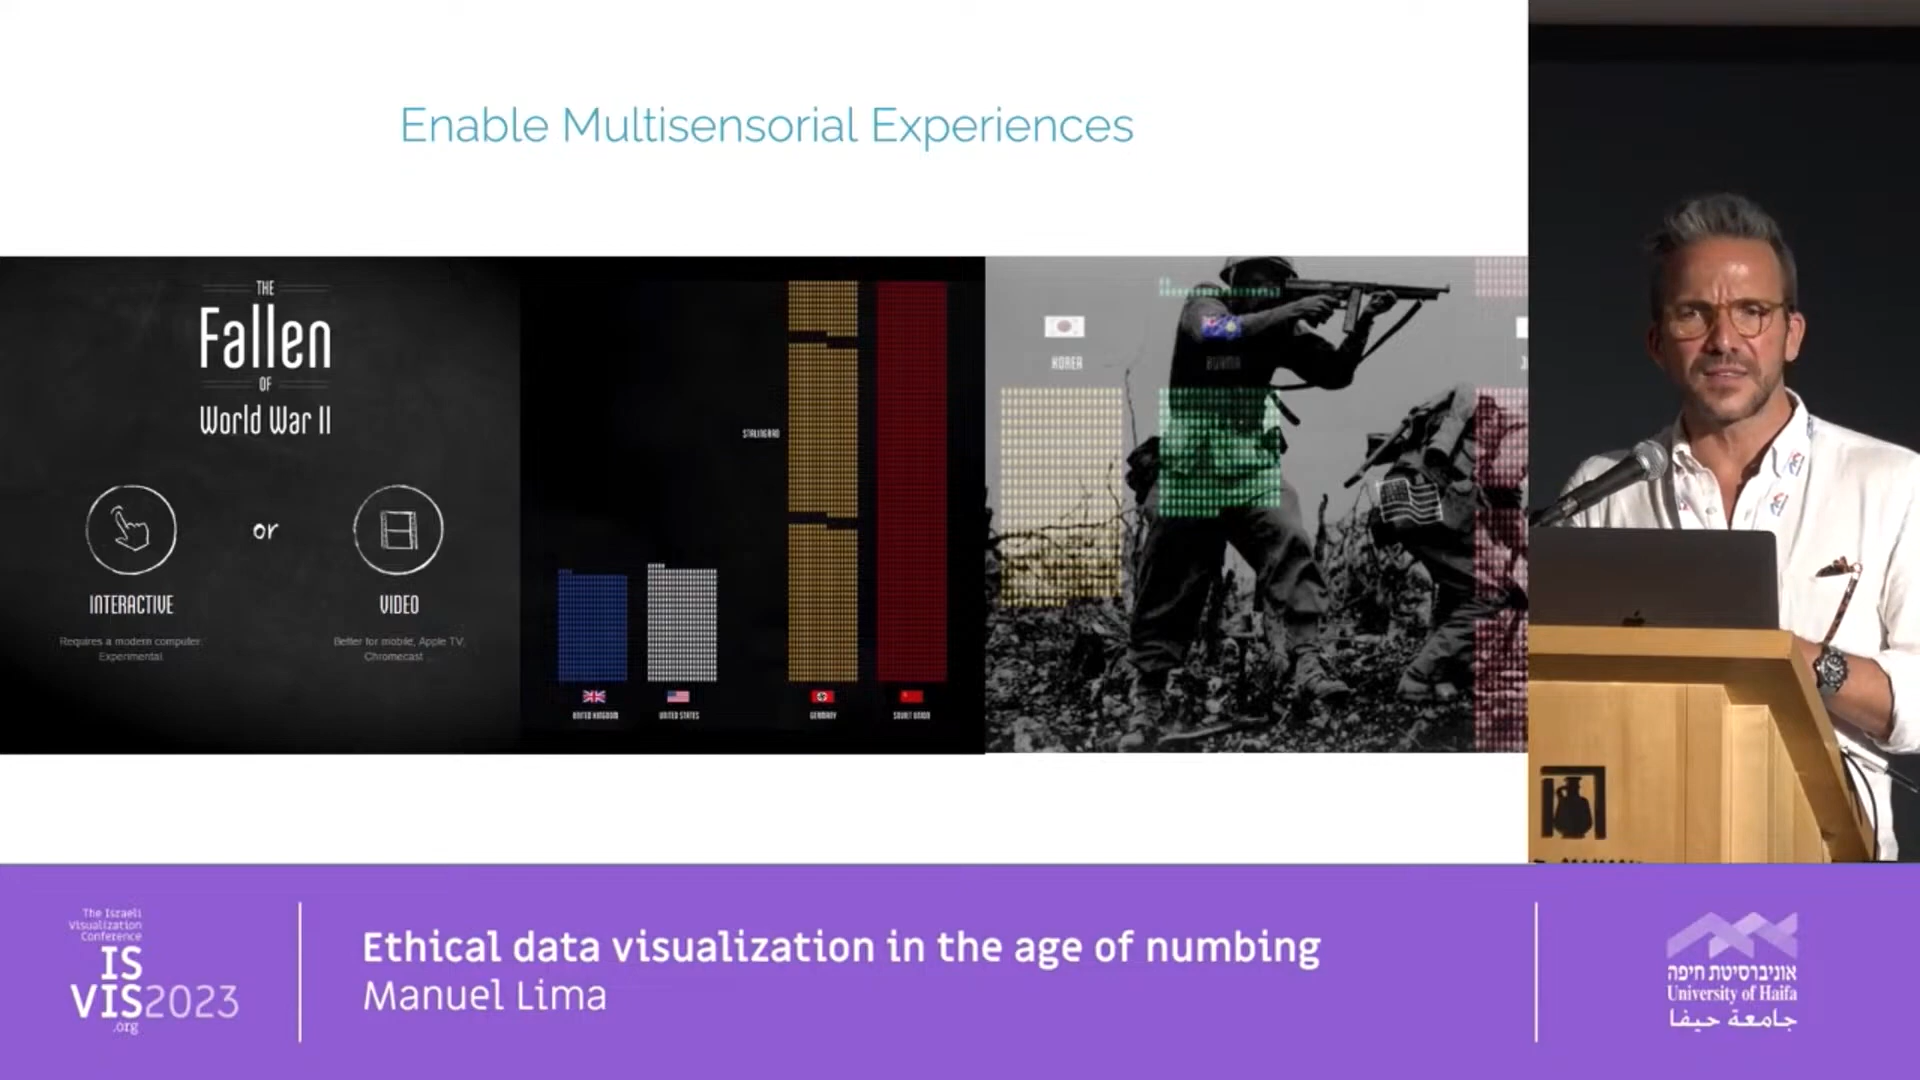 Enable Multisensorial Experiences
THE
Fallen
OF
World War II
or
INTERACTIVE
VIDEO
Requires a modern computer.
Experimental
Better for mobile, Apple TV,
Chromecast
STALINGRAD
UNITED KINGDOM
UNITED STATES
GERMANY
SOVIET UNION
KOREA
BURMA
The Israeli
Visualization
Conference
IS
VIS2023
.org
Ethical data visualization in the age of numbing
Manuel Lima
אוניברסיטת חיפה
University of Haifa
جامعة حيفا